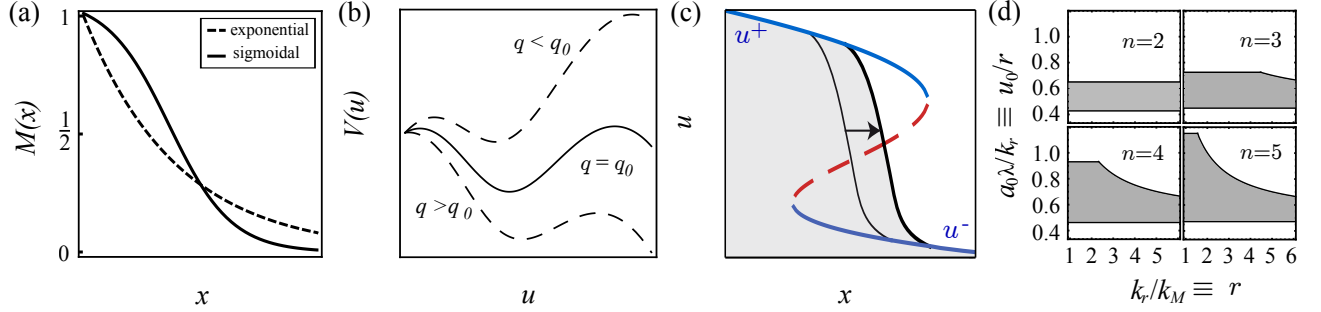 (a)
1
1
2
0
M(x)
x
exponential
sigmoidal
(b)
V(u)
u
q < q₀
q = q₀
q > q₀
(c)
u
x
u⁺
u⁻
(d)
a₀λ/kᵣ ≡ u₀/r
1.0
0.8
0.6
0.4
1.0
0.8
0.6
0.4
n=2
n=3
n=4
n=5
1 2 3 4 5
1 2 3 4 5 6
kᵣ/k_M ≡ r